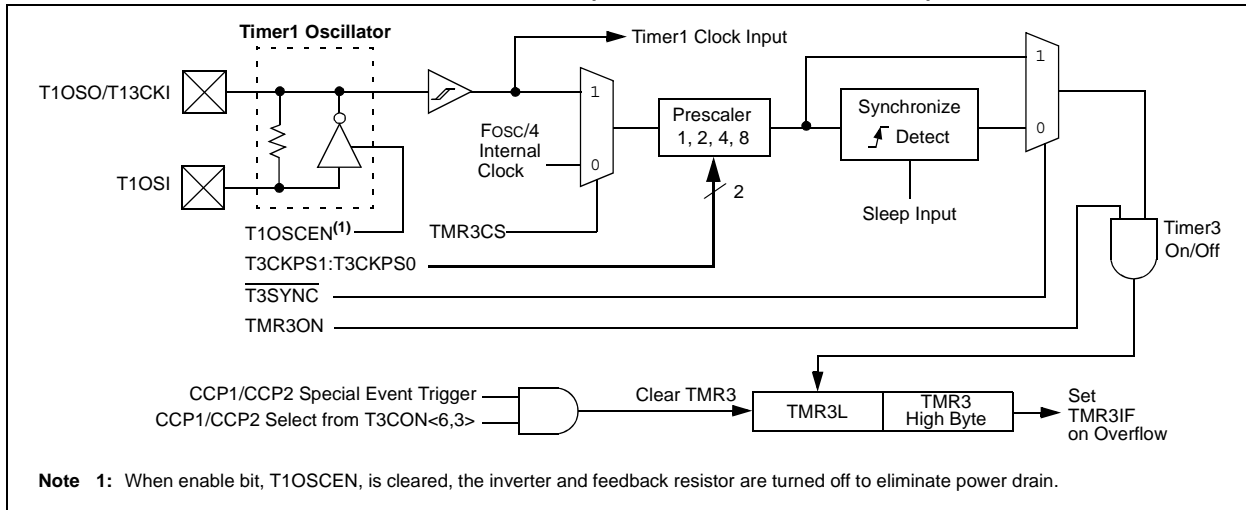 Timer1 Oscillator
Timer1 Clock Input
T1OSO/T13CKI
T1OSI
1
0
FOSC/4
Internal
Clock
Prescaler
1, 2, 4, 8
2
Synchronize
Detect
Sleep Input
1
0
T1OSCEN(1)
TMR3CS
T3CKPS1:T3CKPS0
T3SYNC
TMR3ON
Timer3
On/Off
CCP1/CCP2 Special Event Trigger
CCP1/CCP2 Select from T3CON<6,3>
Clear TMR3
TMR3L
TMR3
High Byte
Set
TMR3IF
on Overflow
Note 1: When enable bit, T1OSCEN, is cleared, the inverter and feedback resistor are turned off to eliminate power drain.